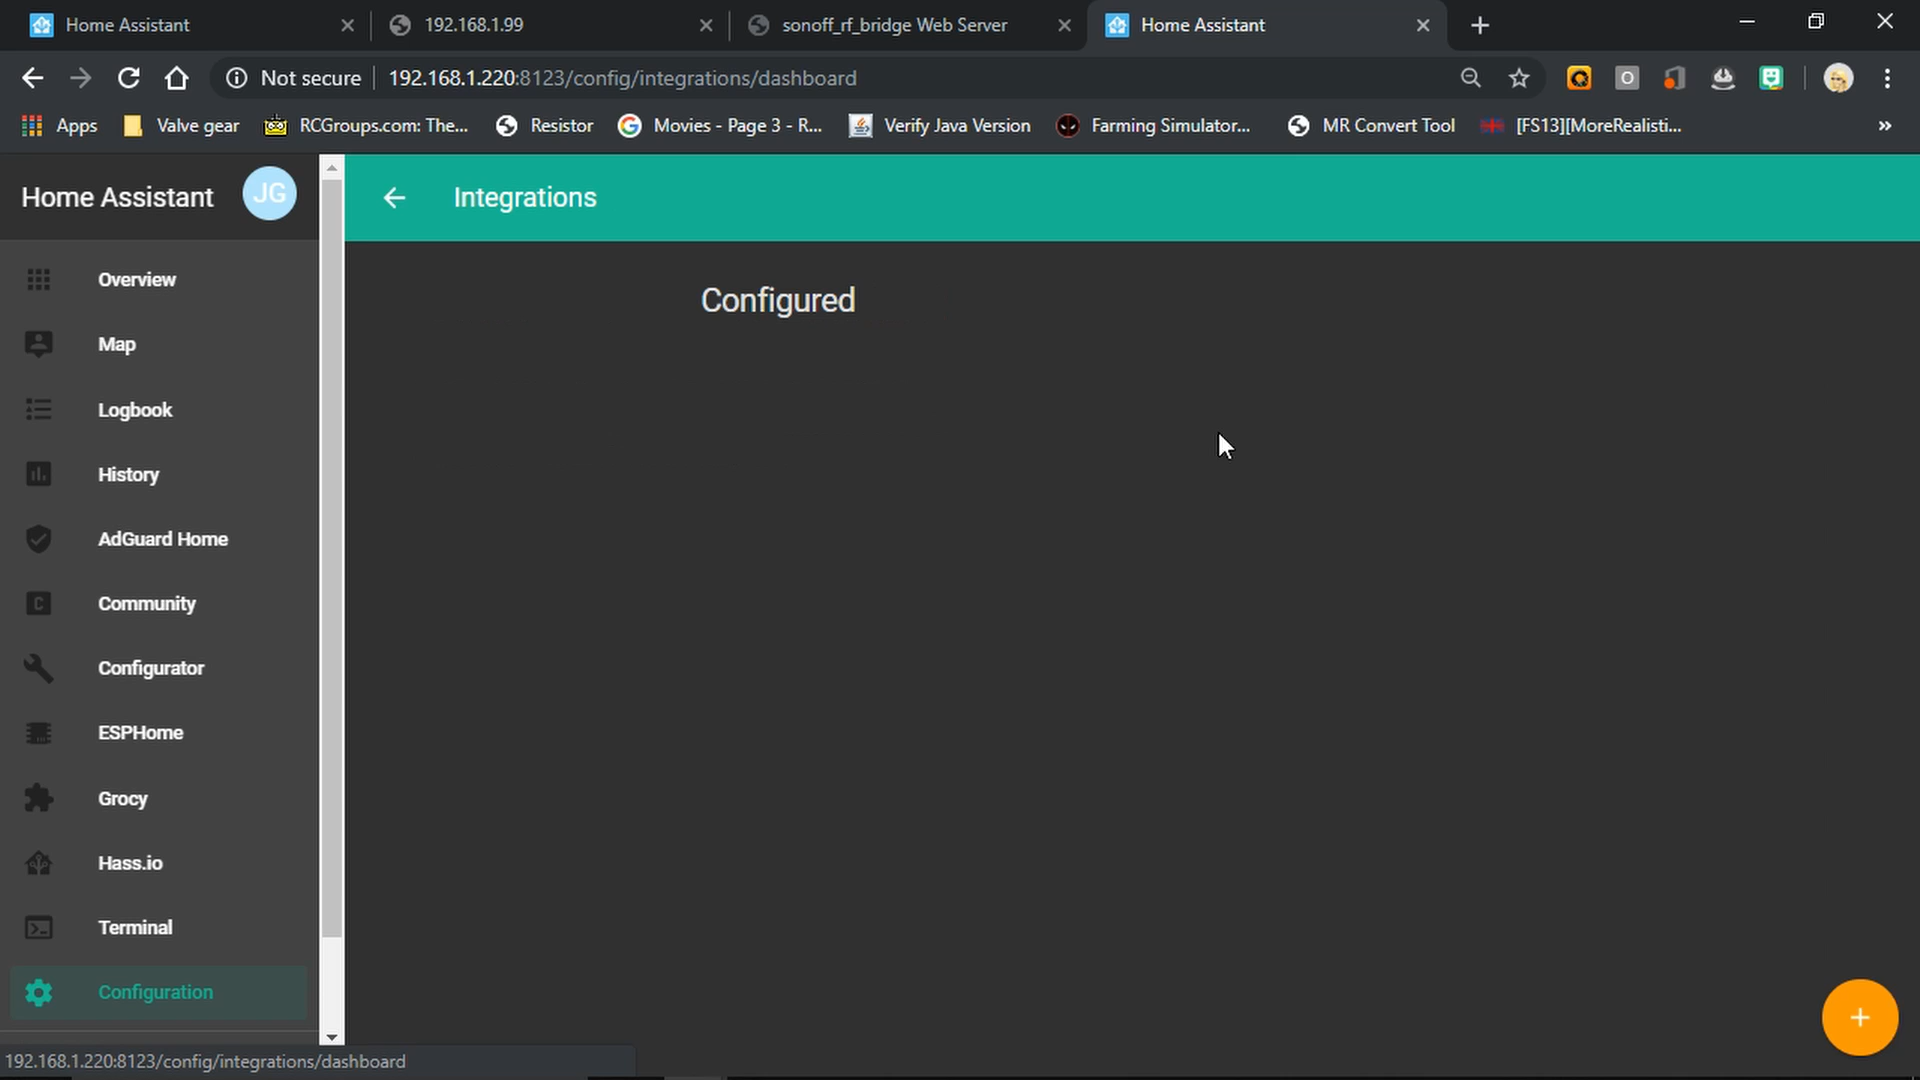 Home Assistant
192.168.1.99
sonoff_rf_bridge Web Server
Home Assistant
Not secure
192.168.1.220:8123/config/integrations/dashboard
Apps
Valve gear
RCGroups.com: The...
Resistor
Movies - Page 3 - R...
Verify Java Version
Farming Simulator...
MR Convert Tool
[FS13][MoreRealisti...
»
Home Assistant
JG
Integrations
Configured
Overview
Map
Logbook
History
AdGuard Home
Community
Configurator
ESPHome
Grocy
Hass.io
Terminal
Configuration
192.168.1.220:8123/config/integrations/dashboard